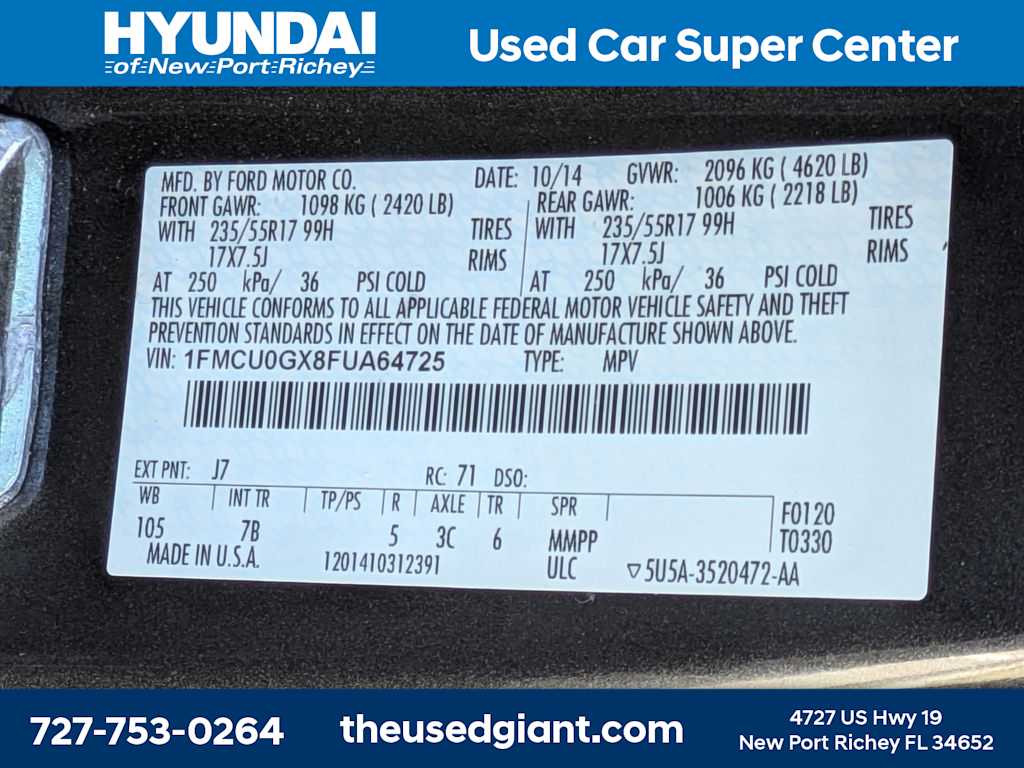 HYUNDAI
of New Port Richey
Used Car Super Center
MFD. BY FORD MOTOR CO. DATE: 10/14 GVWR: 2096 KG ( 4620 LB)
FRONT GAWR: 1098 KG ( 2420 LB) REAR GAWR: 1006 KG ( 2218 LB)
WITH 235/55R17 99H TIRES WITH 235/55R17 99H TIRES
17X7.5J RIMS 17X7.5J RIMS
AT 250 kPa/ 36 PSI COLD AT 250 kPa/ 36 PSI COLD
THIS VEHICLE CONFORMS TO ALL APPLICABLE FEDERAL MOTOR VEHICLE SAFETY AND THEFT
PREVENTION STANDARDS IN EFFECT ON THE DATE OF MANUFACTURE SHOWN ABOVE.
VIN: 1FMCU0GX8FUA64725 TYPE: MPV
EXT PNT: J7 RC: 71 DSO:
WB INT TR TP/PS R AXLE TR SPR F0120
105 7B 5 3C 6 MMPP T0330
MADE IN U.S.A. 1201410312391 ULC ▽5U5A-3520472-AA
727-753-0264
theusedgiant.com
4727 US Hwy 19
New Port Richey FL 34652